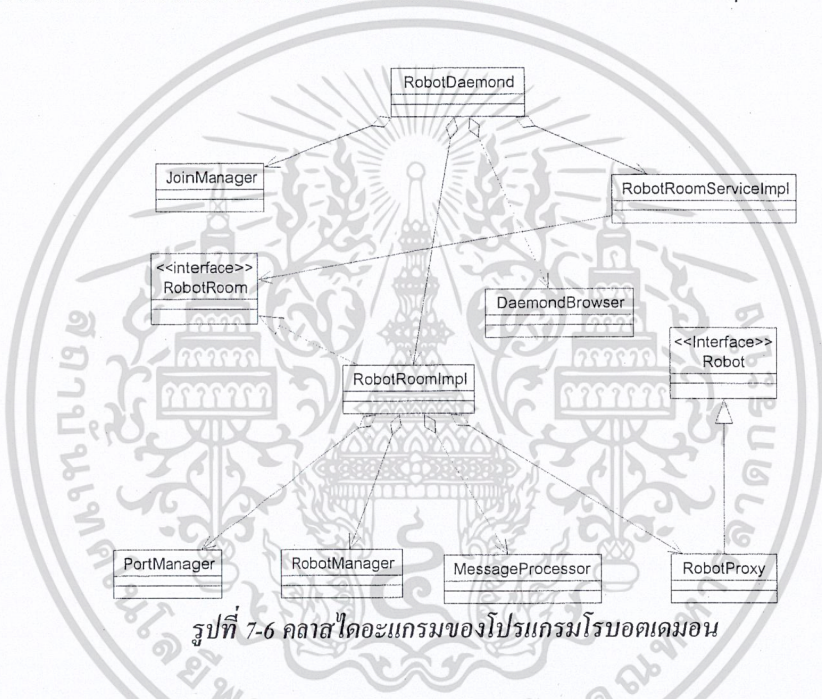 RobotDaemond
JoinManager
RobotRoomServiceImpl
<<interface>>
RobotRoom
DaemondBrowser
<<Interface>>
Robot
RobotRoomImpl
PortManager
RobotManager
MessageProcessor
RobotProxy
รูปที่ 7-6 คลาสไดอะแกรมของโปรแกรมโรบอตเดมอน